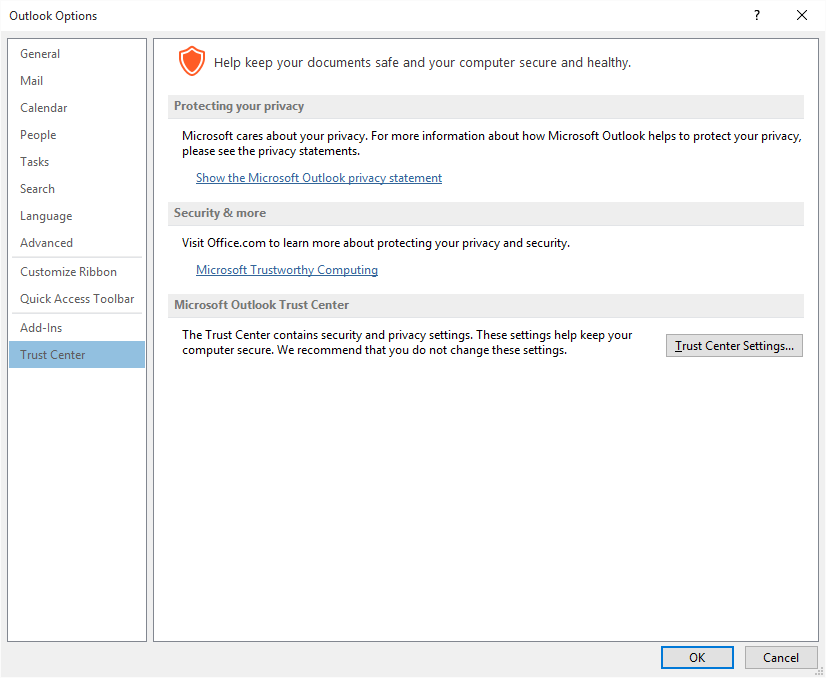 Outlook Options
?
General
Mail
Calendar
People
Tasks
Search
Language
Advanced
Customize Ribbon
Quick Access Toolbar
Add-Ins
Trust Center
Help keep your documents safe and your computer secure and healthy.
Protecting your privacy
Microsoft cares about your privacy. For more information about how Microsoft Outlook helps to protect your privacy,
please see the privacy statements.
Show the Microsoft Outlook privacy statement
Security & more
Visit Office.com to learn more about protecting your privacy and security.
Microsoft Trustworthy Computing
Microsoft Outlook Trust Center
The Trust Center contains security and privacy settings. These settings help keep your
computer secure. We recommend that you do not change these settings.
Trust Center Settings...
OK
Cancel